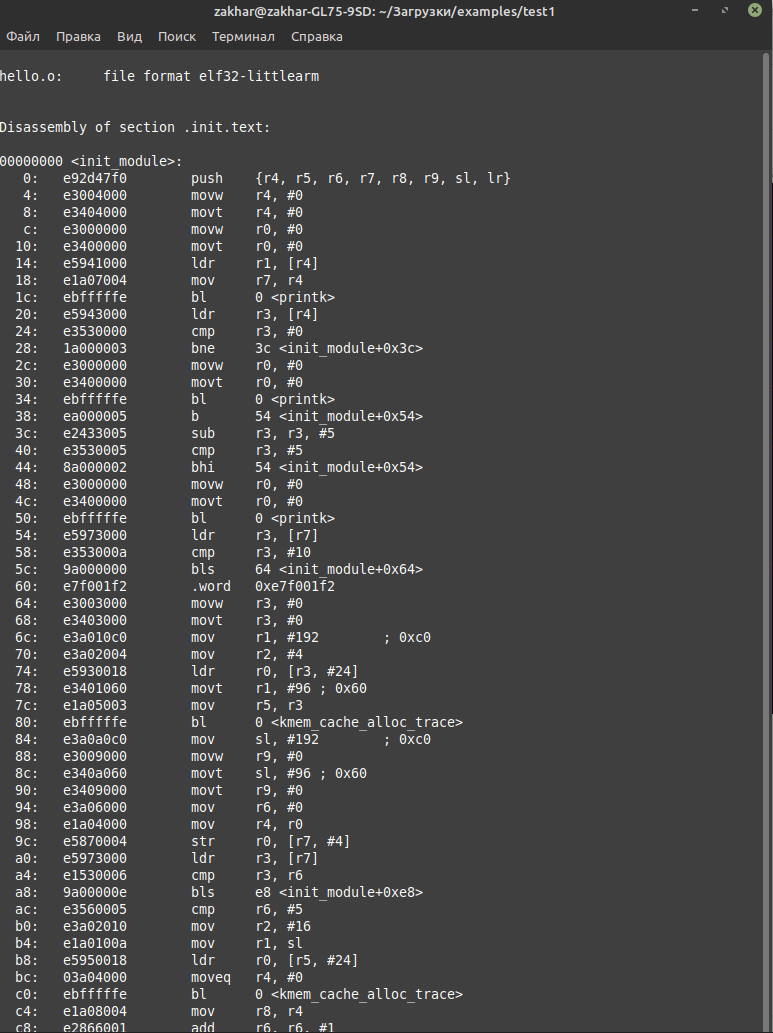 zakhar@zakhar-GL75-9SD: ~/Загрузки/examples/test1
Файл Правка Вид Поиск Терминал Справка
hello.o:     file format elf32-littlearm
Disassembly of section .init.text:
00000000 <init_module>:
   0:	e92d47f0 	push	{r4, r5, r6, r7, r8, r9, sl, lr}
   4:	e3004000 	movw	r4, #0
   8:	e3404000 	movt	r4, #0
   c:	e3000000 	movw	r0, #0
  10:	e3400000 	movt	r0, #0
  14:	e5941000 	ldr	r1, [r4]
  18:	e1a07004 	mov	r7, r4
  1c:	ebfffffe 	bl	0 <printk>
  20:	e5943000 	ldr	r3, [r4]
  24:	e3530000 	cmp	r3, #0
  28:	1a000003 	bne	3c <init_module+0x3c>
  2c:	e3000000 	movw	r0, #0
  30:	e3400000 	movt	r0, #0
  34:	ebfffffe 	bl	0 <printk>
  38:	ea000005 	b	54 <init_module+0x54>
  3c:	e2433005 	sub	r3, r3, #5
  40:	e3530005 	cmp	r3, #5
  44:	8a000002 	bhi	54 <init_module+0x54>
  48:	e3000000 	movw	r0, #0
  4c:	e3400000 	movt	r0, #0
  50:	ebfffffe 	bl	0 <printk>
  54:	e5973000 	ldr	r3, [r7]
  58:	e353000a 	cmp	r3, #10
  5c:	9a000000 	bls	64 <init_module+0x64>
  60:	e7f001f2 	.word	0xe7f001f2
  64:	e3003000 	movw	r3, #0
  68:	e3403000 	movt	r3, #0
  6c:	e3a010c0 	mov	r1, #192	; 0xc0
  70:	e3a02004 	mov	r2, #4
  74:	e5930018 	ldr	r0, [r3, #24]
  78:	e3401060 	movt	r1, #96	; 0x60
  7c:	e1a05003 	mov	r5, r3
  80:	ebfffffe 	bl	0 <kmem_cache_alloc_trace>
  84:	e3a0a0c0 	mov	sl, #192	; 0xc0
  88:	e3009000 	movw	r9, #0
  8c:	e340a060 	movt	sl, #96	; 0x60
  90:	e3409000 	movt	r9, #0
  94:	e3a06000 	mov	r6, #0
  98:	e1a04000 	mov	r4, r0
  9c:	e5870004 	str	r0, [r7, #4]
  a0:	e5973000 	ldr	r3, [r7]
  a4:	e1530006 	cmp	r3, r6
  a8:	9a00000e 	bls	e8 <init_module+0xe8>
  ac:	e3560005 	cmp	r6, #5
  b0:	e3a02010 	mov	r2, #16
  b4:	e1a0100a 	mov	r1, sl
  b8:	e5950018 	ldr	r0, [r5, #24]
  bc:	03a04000 	moveq	r4, #0
  c0:	ebfffffe 	bl	0 <kmem_cache_alloc_trace>
  c4:	e1a08004 	mov	r8, r4
  c8:	e2866001 	add	r6, r6, #1